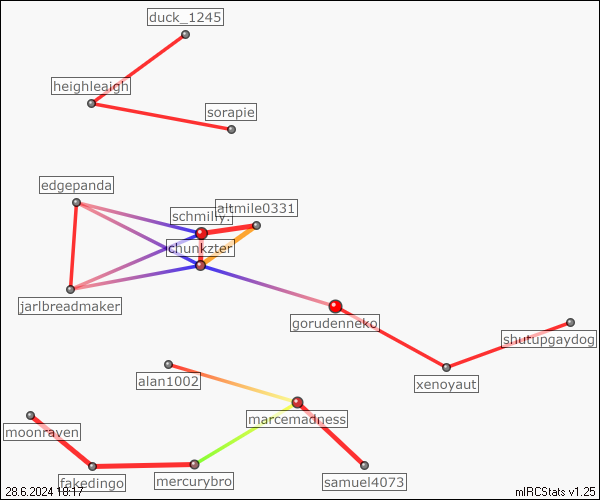 duck_1245
heighleaigh
sorapie
edgepanda
altmile0331
schmilly.
chunkzter
jarlbreadmaker
gorudenneko
shutupgaydog
xenoyaut
alan1002
marcemadness
moonraven
fakedingo
mercurybro
samuel4073
28.6.2024 10:17
mIRCStats v1.25